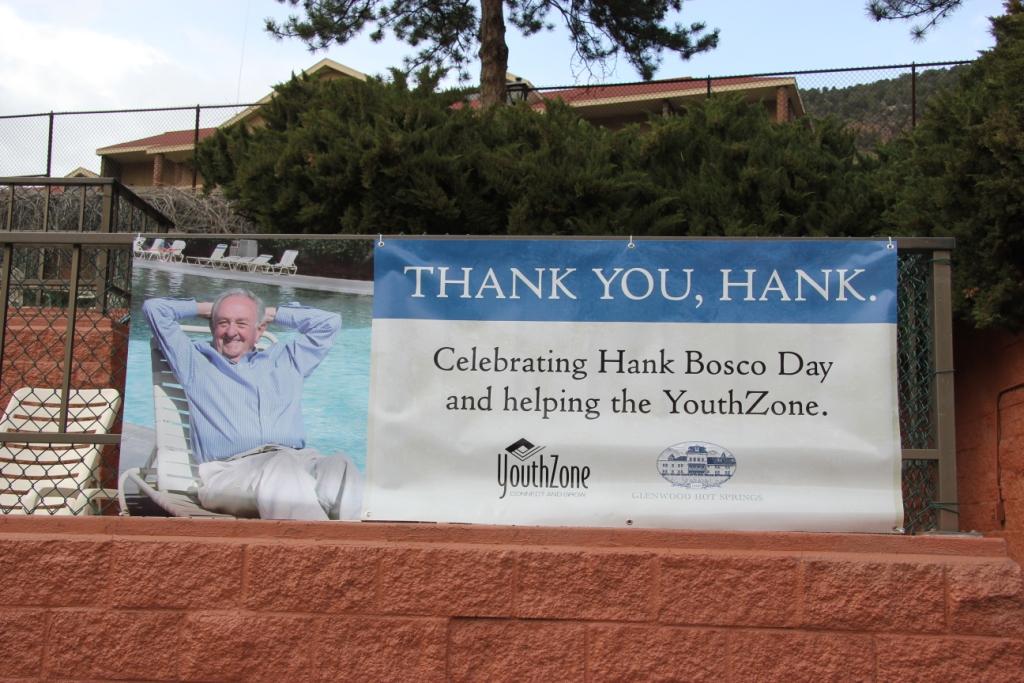 THANK YOU, HANK.
Celebrating Hank Bosco Day
and helping the YouthZone.
YouthZone
CONNECT AND GROW
GLENWOOD HOT SPRINGS